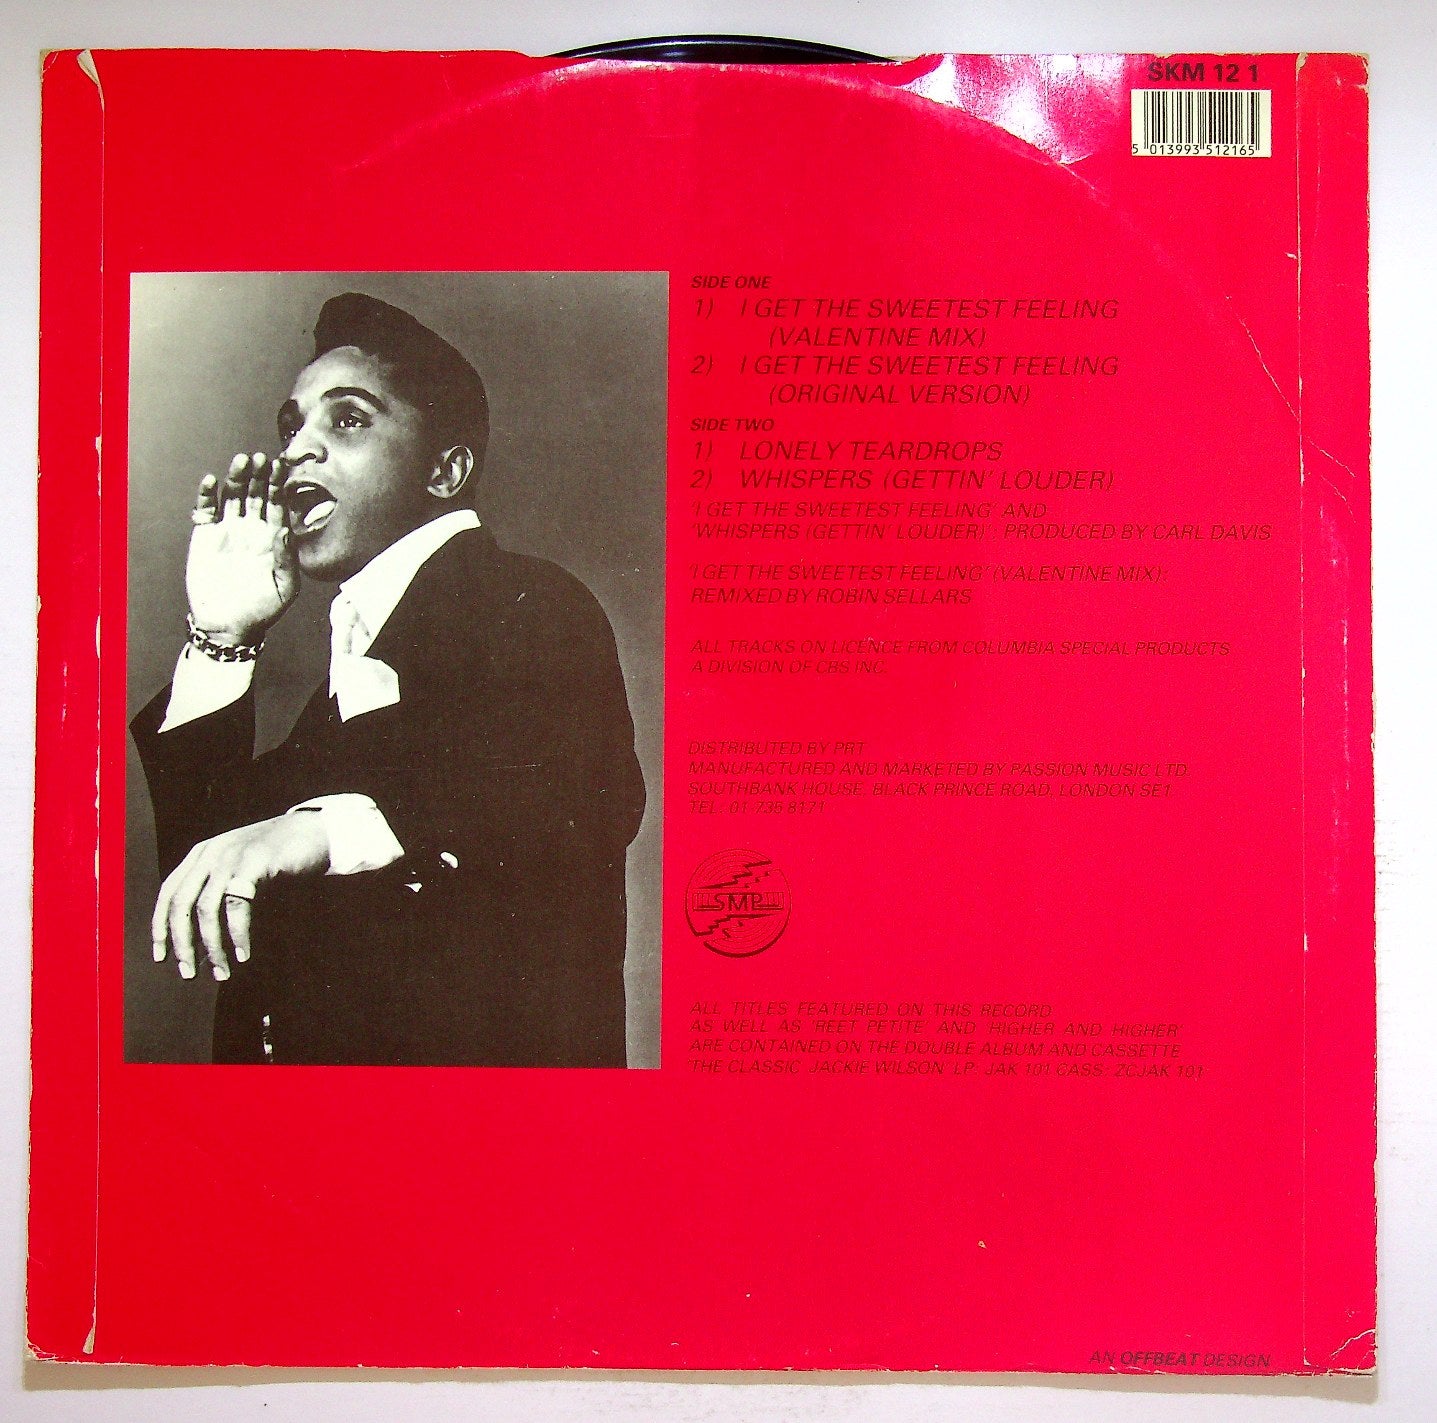 SKM 12 1
5 013993 512165
SIDE ONE
1) I GET THE SWEETEST FEELING
(VALENTINE MIX)
2) I GET THE SWEETEST FEELING
(ORIGINAL VERSION)
SIDE TWO
1) LONELY TEARDROPS
2) WHISPERS (GETTIN' LOUDER)
'I GET THE SWEETEST FEELING' AND
'WHISPERS (GETTIN' LOUDER)': PRODUCED BY CARL DAVIS
'I GET THE SWEETEST FEELING' (VALENTINE MIX):
REMIXED BY ROBIN SELLARS
ALL TRACKS ON LICENCE FROM COLUMBIA SPECIAL PRODUCTS
A DIVISION OF CBS INC.
DISTRIBUTED BY PRT
MANUFACTURED AND MARKETED BY PASSION MUSIC LTD.
SOUTHBANK HOUSE, BLACK PRINCE ROAD, LONDON SE1
TEL: 01 735 8171
SMP
ALL TITLES FEATURED ON THIS RECORD
AS WELL AS 'REET PETITE' AND 'HIGHER AND HIGHER'
ARE CONTAINED ON THE DOUBLE ALBUM AND CASSETTE
'THE CLASSIC' JACKIE WILSON' LP: JAK 101 CASS: ZCJAK 101
AN OFFBEAT DESIGN